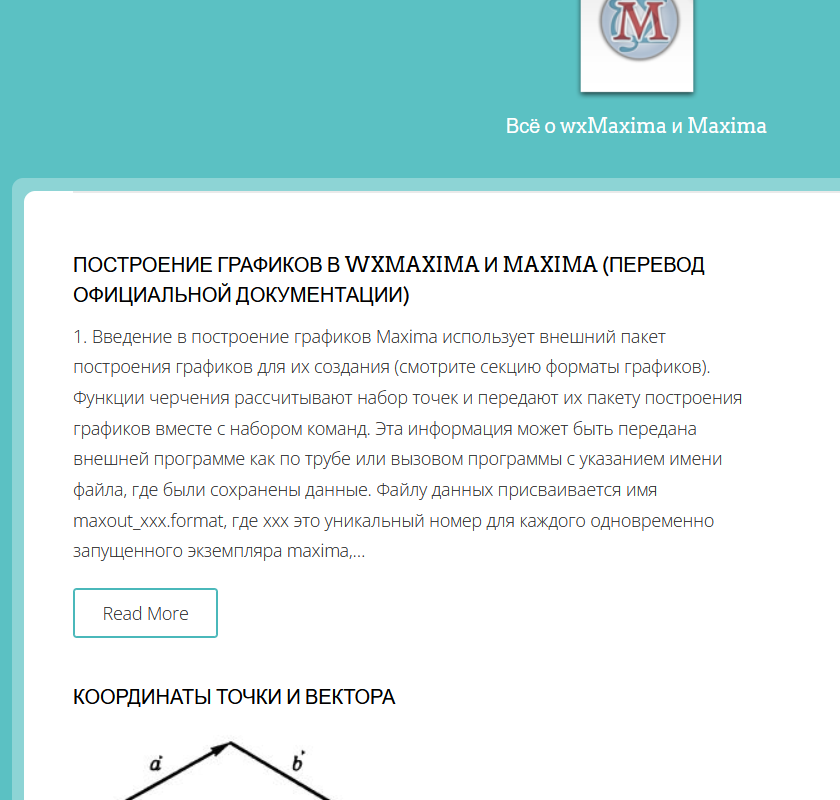 M
Всё о wxMaxima и Maxima
ПОСТРОЕНИЕ ГРАФИКОВ В WXMAXIMA И MAXIMA (ПЕРЕВОД
ОФИЦИАЛЬНОЙ ДОКУМЕНТАЦИИ)
1. Введение в построение графиков Maxima использует внешний пакет
построения графиков для их создания (смотрите секцию форматы графиков).
Функции черчения рассчитывают набор точек и передают их пакету построения
графиков вместе с набором команд. Эта информация может быть передана
внешней программе как по трубе или вызовом программы с указанием имени
файла, где были сохранены данные. Файлу данных присваивается имя
maxout_xxx.format, где xxx это уникальный номер для каждого одновременно
запущенного экземпляра maxima,...
Read More
КООРДИНАТЫ ТОЧКИ И ВЕКТОРА
a b